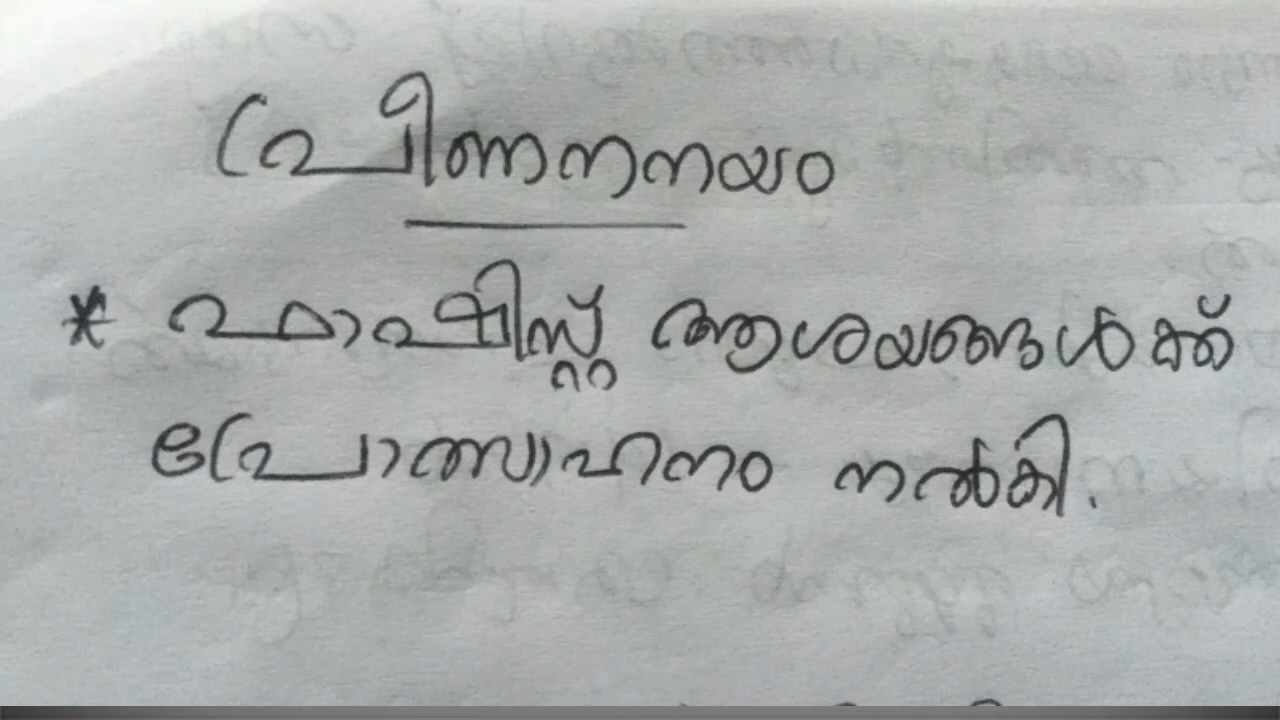 പ്രീണനനയം
* ഫാഷിസ്റ്റ് ആശയങ്ങൾക്ക്
പ്രോത്സാഹനം നൽകി.